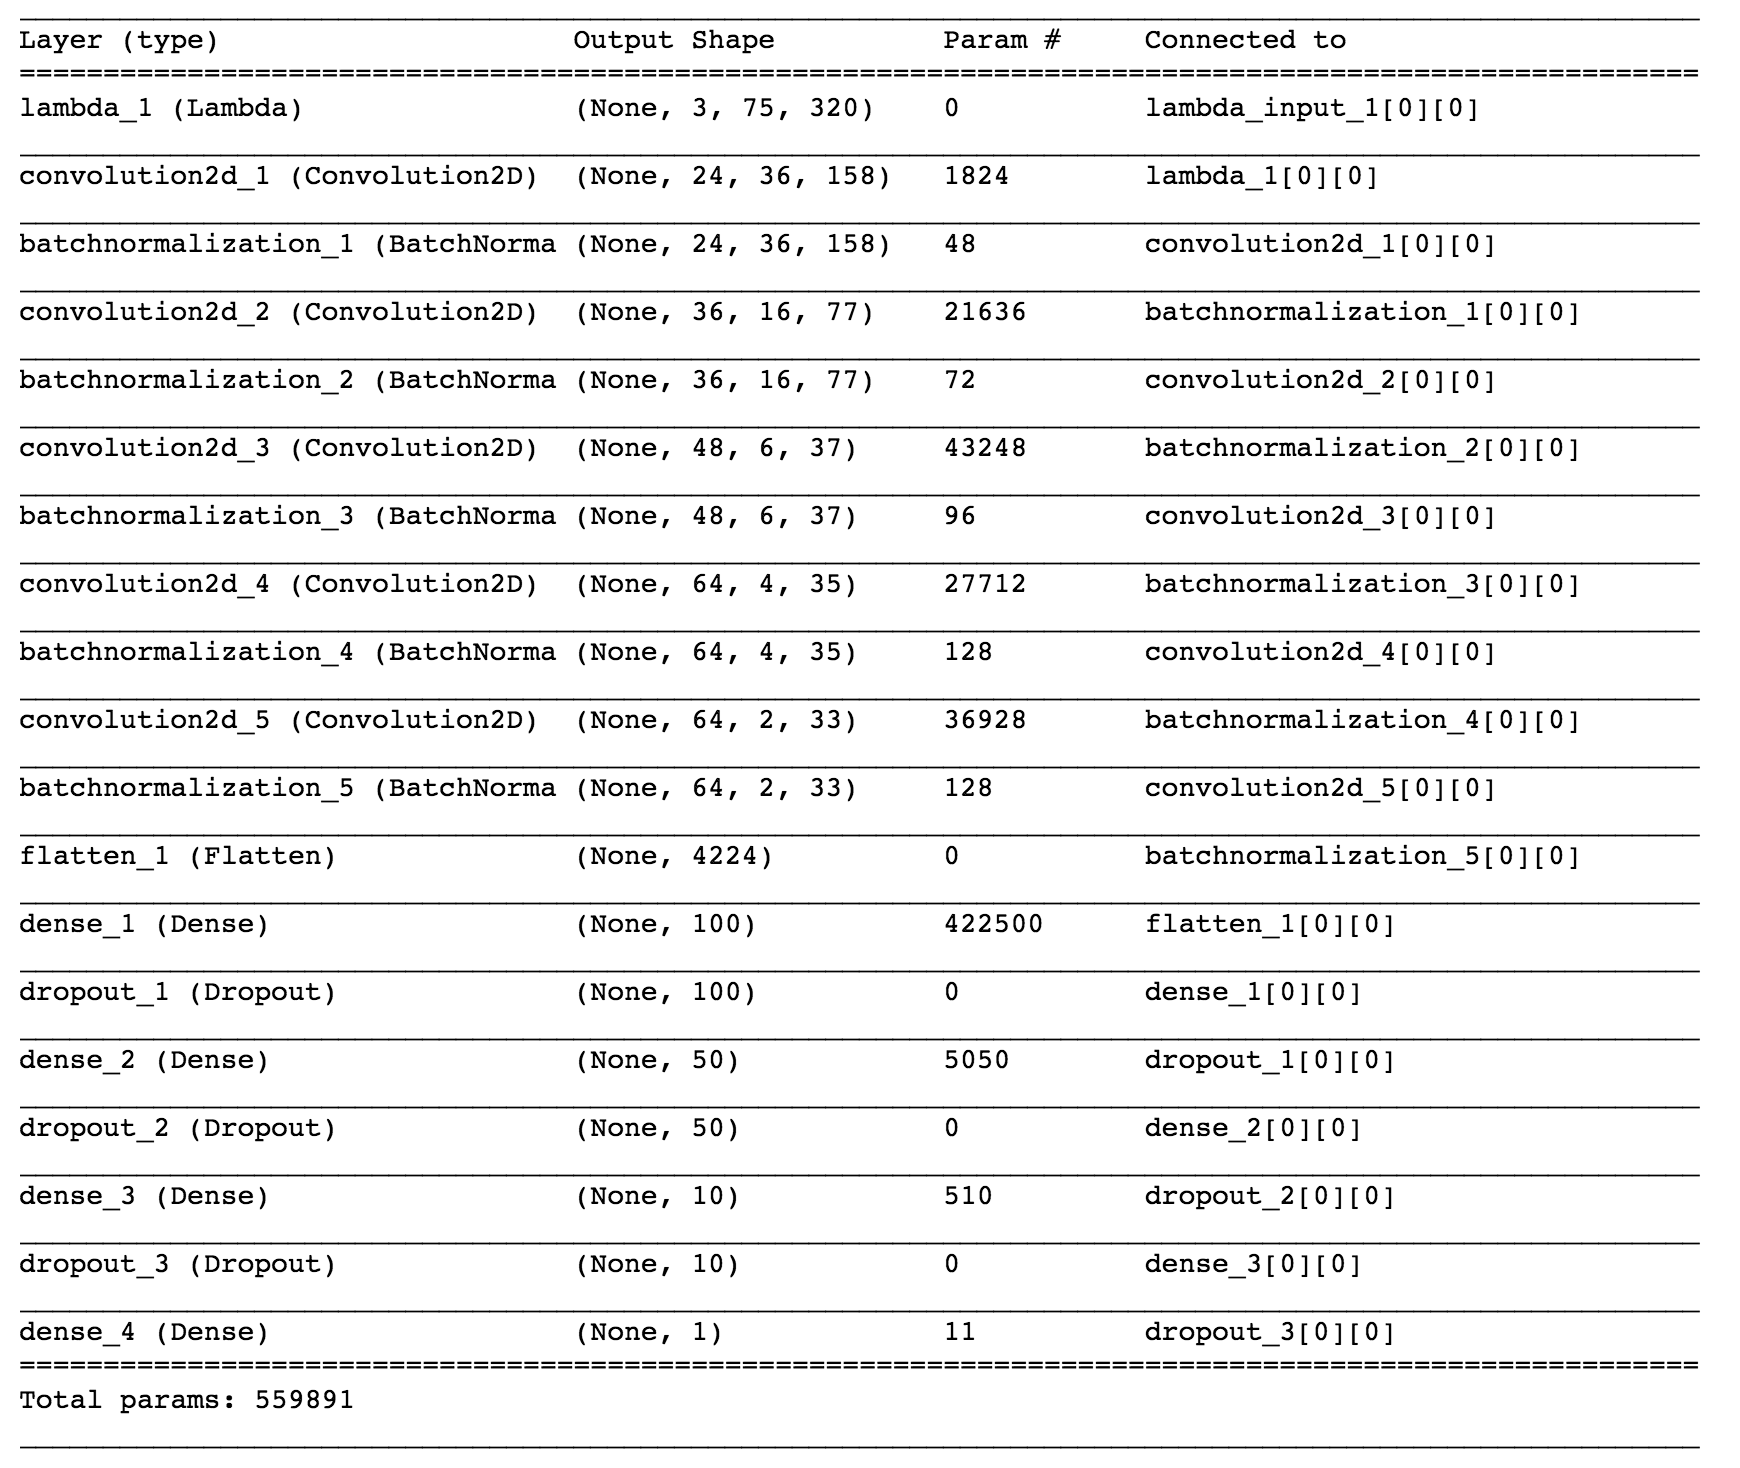 Layer (type) Output Shape Param # Connected to
lambda_1 (Lambda) (None, 3, 75, 320) 0 lambda_input_1[0][0]
convolution2d_1 (Convolution2D) (None, 24, 36, 158) 1824 lambda_1[0][0]
batchnormalization_1 (BatchNorma (None, 24, 36, 158) 48 convolution2d_1[0][0]
convolution2d_2 (Convolution2D) (None, 36, 16, 77) 21636 batchnormalization_1[0][0]
batchnormalization_2 (BatchNorma (None, 36, 16, 77) 72 convolution2d_2[0][0]
convolution2d_3 (Convolution2D) (None, 48, 6, 37) 43248 batchnormalization_2[0][0]
batchnormalization_3 (BatchNorma (None, 48, 6, 37) 96 convolution2d_3[0][0]
convolution2d_4 (Convolution2D) (None, 64, 4, 35) 27712 batchnormalization_3[0][0]
batchnormalization_4 (BatchNorma (None, 64, 4, 35) 128 convolution2d_4[0][0]
convolution2d_5 (Convolution2D) (None, 64, 2, 33) 36928 batchnormalization_4[0][0]
batchnormalization_5 (BatchNorma (None, 64, 2, 33) 128 convolution2d_5[0][0]
flatten_1 (Flatten) (None, 4224) 0 batchnormalization_5[0][0]
dense_1 (Dense) (None, 100) 422500 flatten_1[0][0]
dropout_1 (Dropout) (None, 100) 0 dense_1[0][0]
dense_2 (Dense) (None, 50) 5050 dropout_1[0][0]
dropout_2 (Dropout) (None, 50) 0 dense_2[0][0]
dense_3 (Dense) (None, 10) 510 dropout_2[0][0]
dropout_3 (Dropout) (None, 10) 0 dense_3[0][0]
dense_4 (Dense) (None, 1) 11 dropout_3[0][0]
Total params: 559891